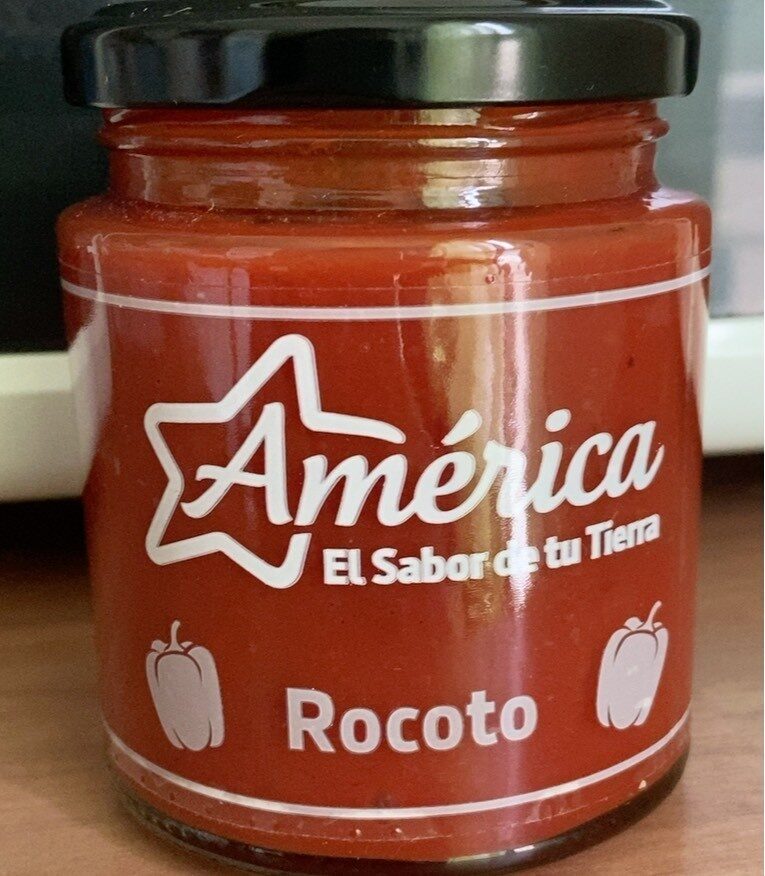 América
El Sabor de tu Tierra
Rocoto